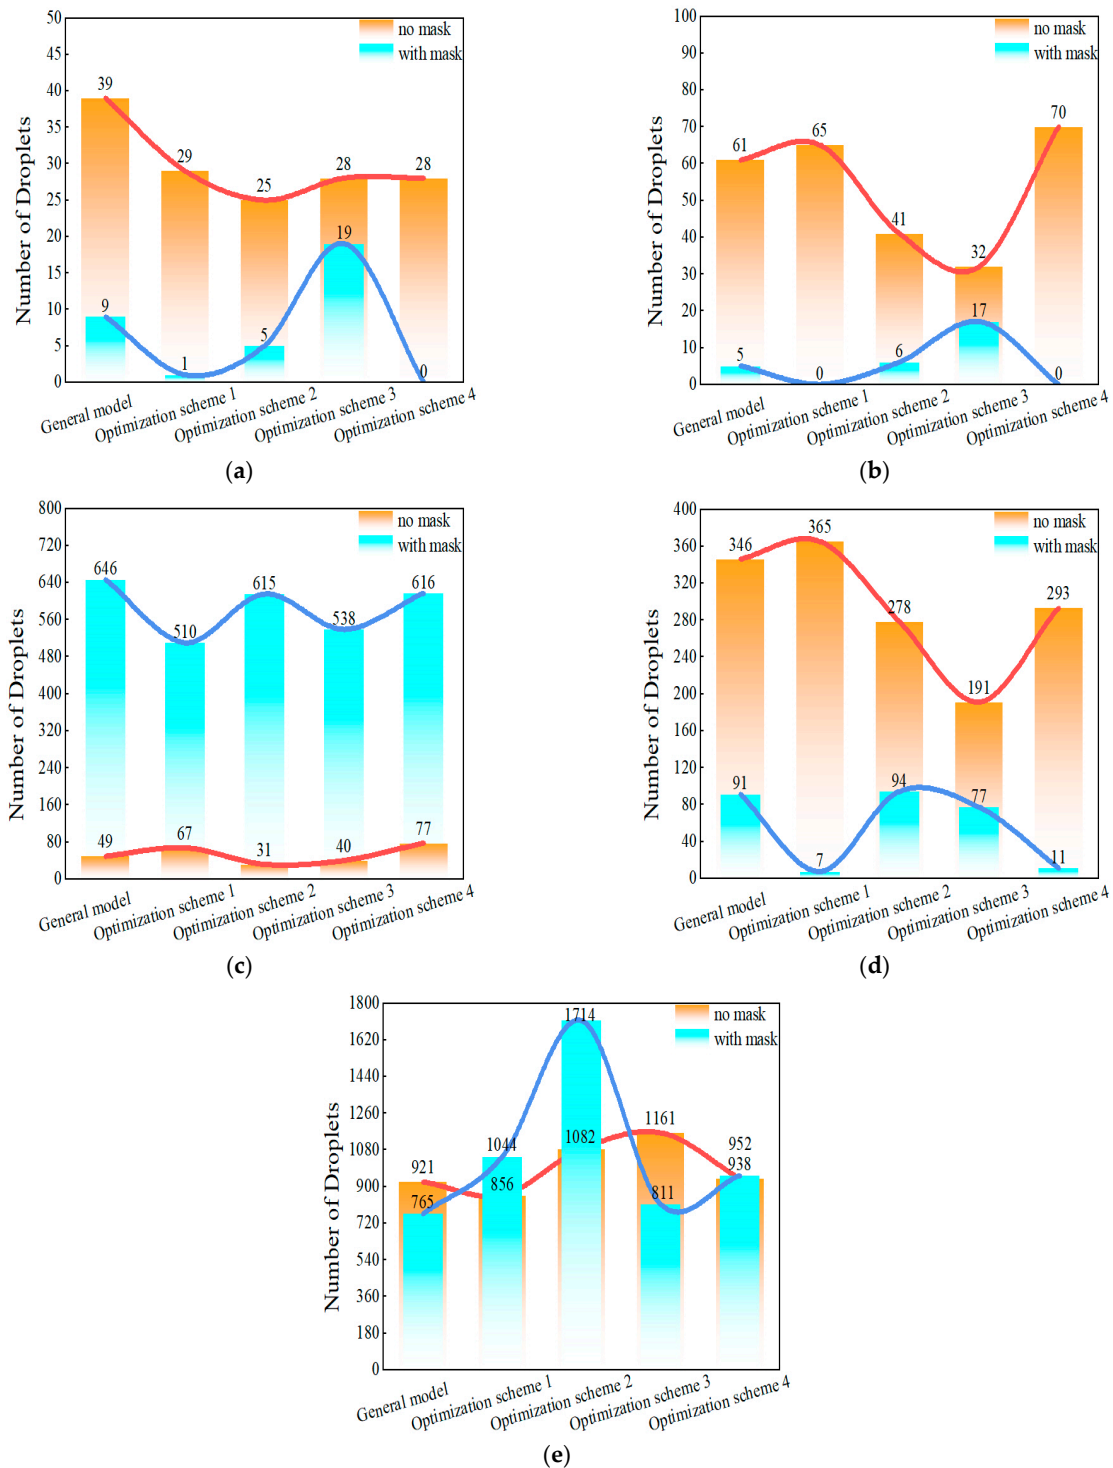 50
45
40
35
30
25
20
15
10
5
0
Number of Droplets
no mask
with mask
39
29
25
28
28
9
1
5
19
0
General model
Optimization scheme 1
Optimization scheme 2
Optimization scheme 3
Optimization scheme 4
(a)
100
90
80
70
60
50
40
30
20
10
0
Number of Droplets
no mask
with mask
61
65
41
32
70
5
0
6
17
0
General model
Optimization scheme 1
Optimization scheme 2
Optimization scheme 3
Optimization scheme 4
(b)
800
720
640
560
480
400
320
240
160
80
0
Number of Droplets
no mask
with mask
646
510
615
538
616
49
67
31
40
77
General model
Optimization scheme 1
Optimization scheme 2
Optimization scheme 3
Optimization scheme 4
(c)
400
360
320
280
240
200
160
120
80
40
0
Number of Droplets
no mask
with mask
346
365
278
191
293
91
7
94
77
11
General model
Optimization scheme 1
Optimization scheme 2
Optimization scheme 3
Optimization scheme 4
(d)
1800
1620
1440
1260
1080
900
720
540
360
180
0
Number of Droplets
no mask
with mask
921
856
1082
1161
938
765
1044
1714
811
952
General model
Optimization scheme 1
Optimization scheme 2
Optimization scheme 3
Optimization scheme 4
(e)